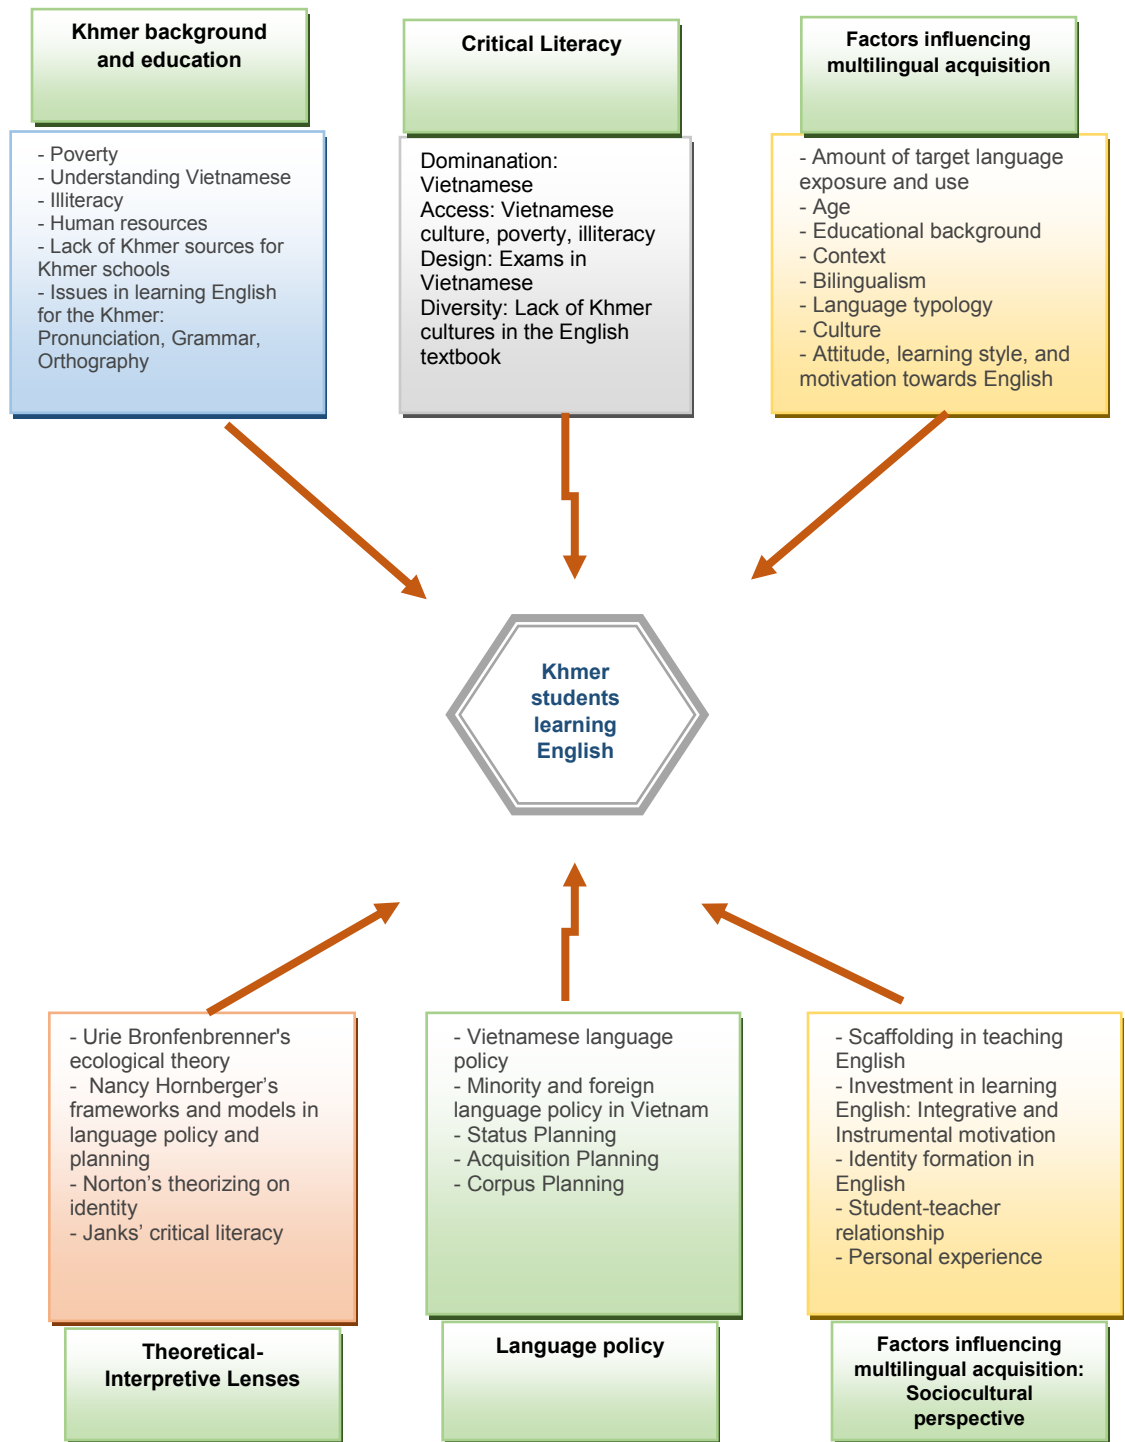 Khmer background
and education
- Poverty
- Understanding Vietnamese
- Illiteracy
- Human resources
- Lack of Khmer sources for
Khmer schools
- Issues in learning English
for the Khmer:
Pronunciation, Grammar,
Orthography
Critical Literacy
Dominanation:
Vietnamese
Access: Vietnamese
culture, poverty, illiteracy
Design: Exams in
Vietnamese
Diversity: Lack of Khmer
cultures in the English
textbook
Factors influencing
multilingual acquisition
- Amount of target language
exposure and use
- Age
- Educational background
- Context
- Bilingualism
- Language typology
- Culture
- Attitude, learning style, and
motivation towards English
Khmer
students
learning
English
- Urie Bronfenbrenner's
ecological theory
- Nancy Hornberger’s
frameworks and models in
language policy and
planning
- Norton’s theorizing on
identity
- Janks’ critical literacy
Theoretical-
Interpretive Lenses
- Vietnamese language
policy
- Minority and foreign
language policy in Vietnam
- Status Planning
- Acquisition Planning
- Corpus Planning
Language policy
- Scaffolding in teaching
English
- Investment in learning
English: Integrative and
Instrumental motivation
- Identity formation in
English
- Student-teacher
relationship
- Personal experience
Factors influencing
multilingual acquisition:
Sociocultural
perspective